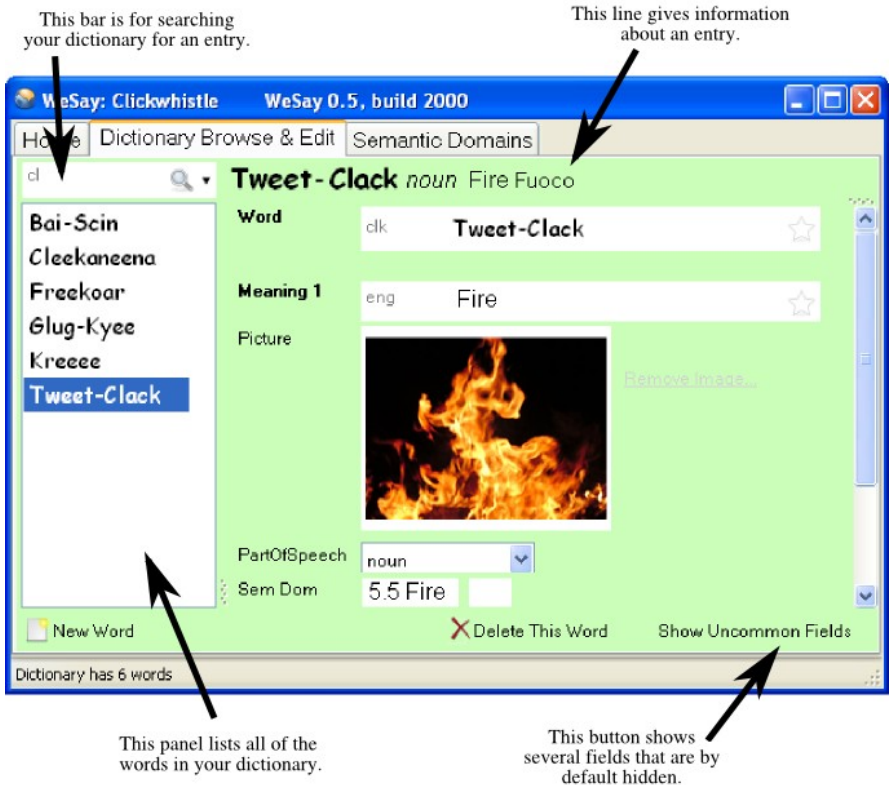 This bar is for searching
your dictionary for an entry.
This line gives information
about an entry.
WeSay: Clickwhistle WeSay 0.5, build 2000
Home Dictionary Browse & Edit Semantic Domains
cl
Tweet-Clack noun Fire Fuoco
Bai-Scin
Cleekaneena
Freekoar
Glug-Kyee
Kreeee
Tweet-Clack
Word clk Tweet-Clack
Meaning 1 eng Fire
Picture
Remove Image...
PartOfSpeech noun
Sem Dom 5.5 Fire
New Word Delete This Word Show Uncommon Fields
Dictionary has 6 words
This panel lists all of the
words in your dictionary.
This button shows
several fields that are by
default hidden.